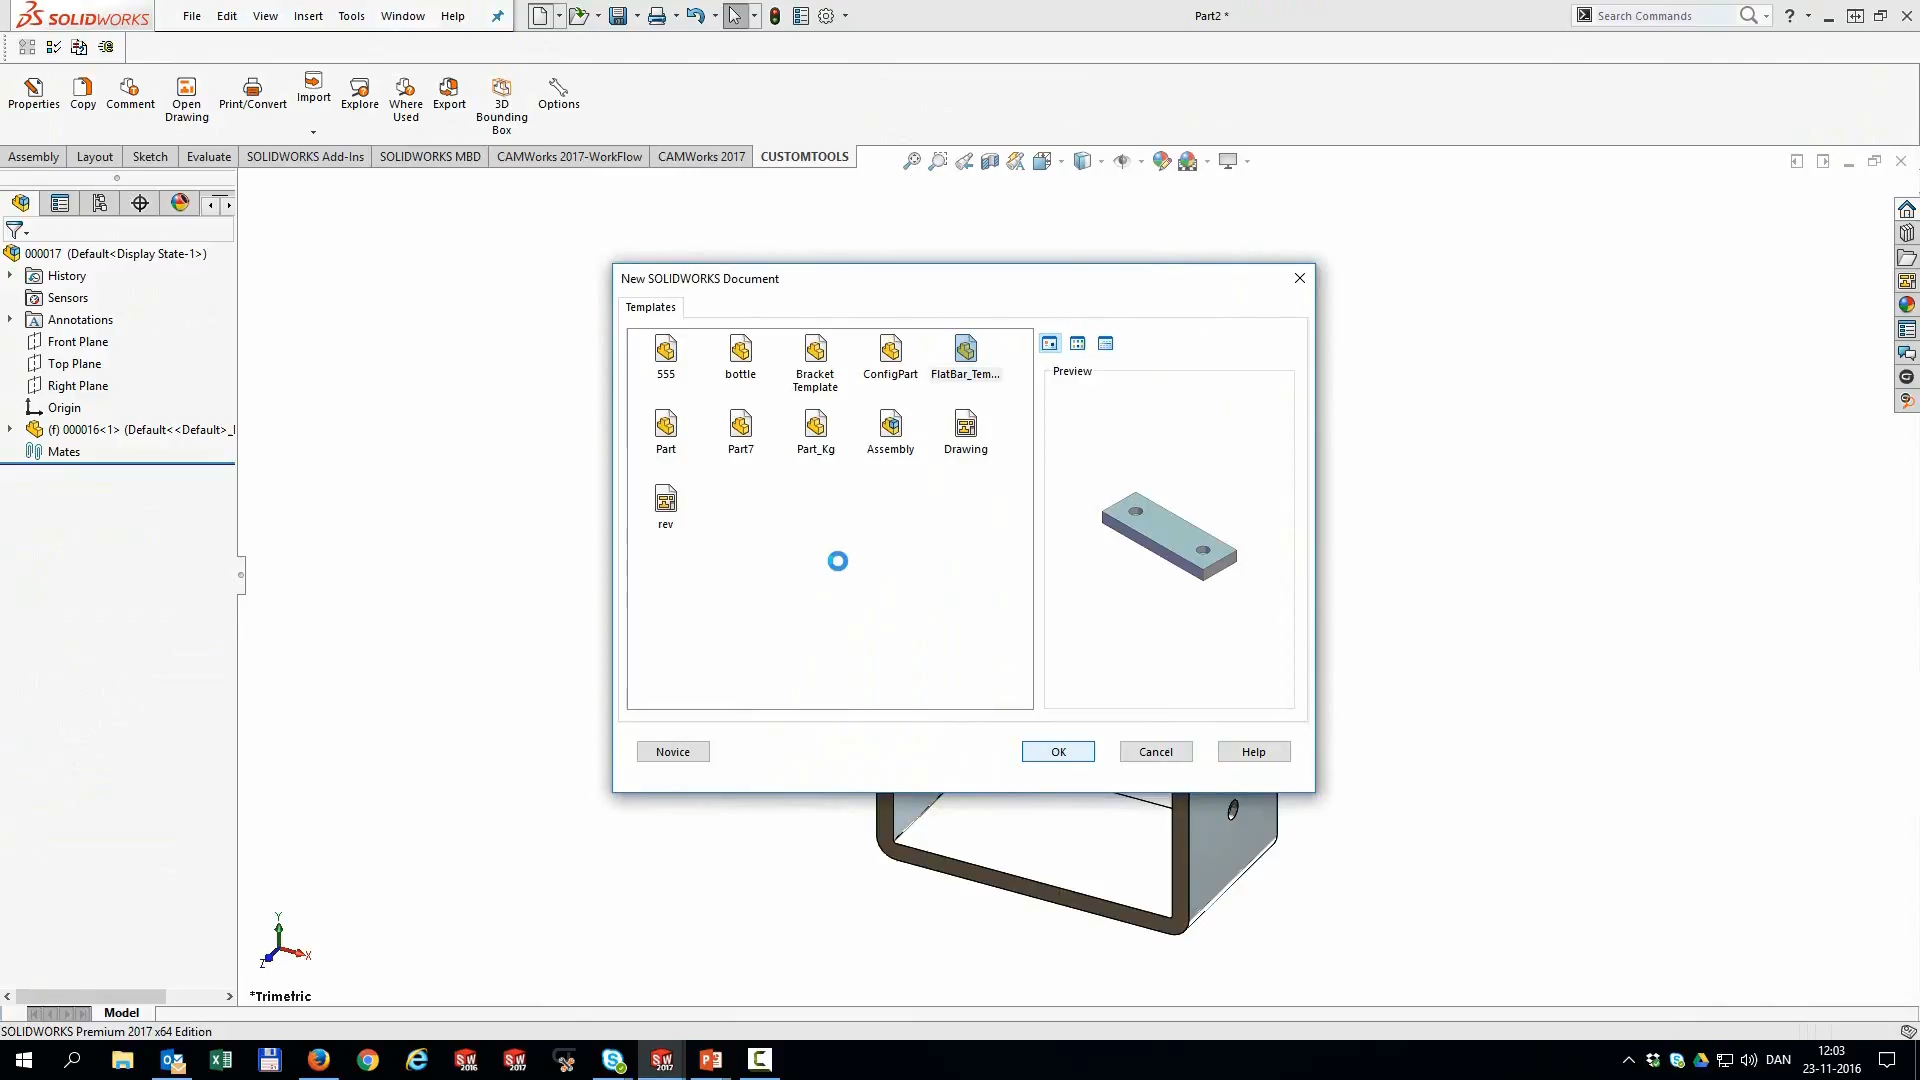 SOLIDWORKS File Edit View Insert Tools Window Help Part2 * Search Commands
Properties Copy Comment Open Drawing Print/Convert Import Explore Where Used Export 3D Bounding Box Options
Assembly Layout Sketch Evaluate SOLIDWORKS Add-Ins SOLIDWORKS MBD CAMWorks 2017-WorkFlow CAMWorks 2017 CUSTOMTOOLS
000017 (Default<Display State-1>)
History
Sensors
Annotations
Front Plane
Top Plane
Right Plane
Origin
(f) 000016<1> (Default<<Default>_
Mates
New SOLIDWORKS Document
Templates
555 bottle Bracket Template ConfigPart FlatBar_Tem...
Part Part7 Part_Kg Assembly Drawing
rev
Preview
Novice OK Cancel Help
Y
X
Z
*Trimetric
Model
SOLIDWORKS Premium 2017 x64 Edition
DAN
12:03
23-11-2016